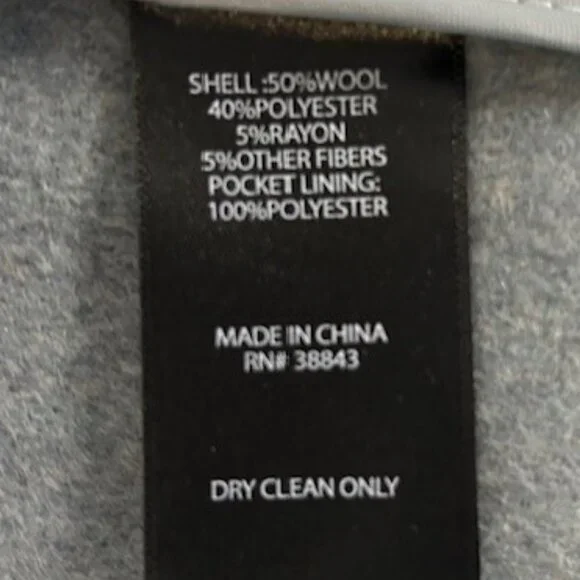 SHELL :50%WOOL
40%POLYESTER
5%RAYON
5%OTHER FIBERS
POCKET LINING:
100%POLYESTER
MADE IN CHINA
RN# 38843
DRY CLEAN ONLY